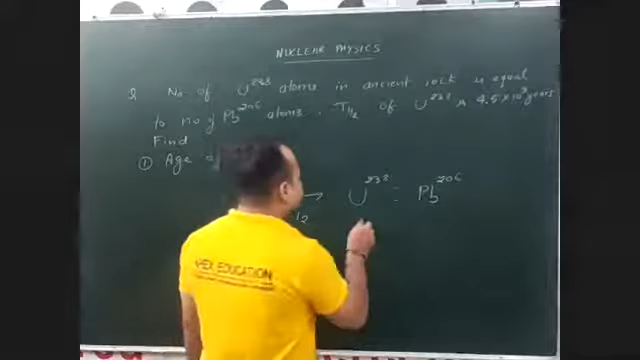 NUCLEAR PHYSICS
No. of U²³⁸ atoms in ancient rock is equal
to no of Pb²⁰⁶ atoms. T½ of U²³⁸ is 4.5×10⁹ years
Find
① Age
→ U²³⁸ = Pb²⁰⁶
EDUCATION